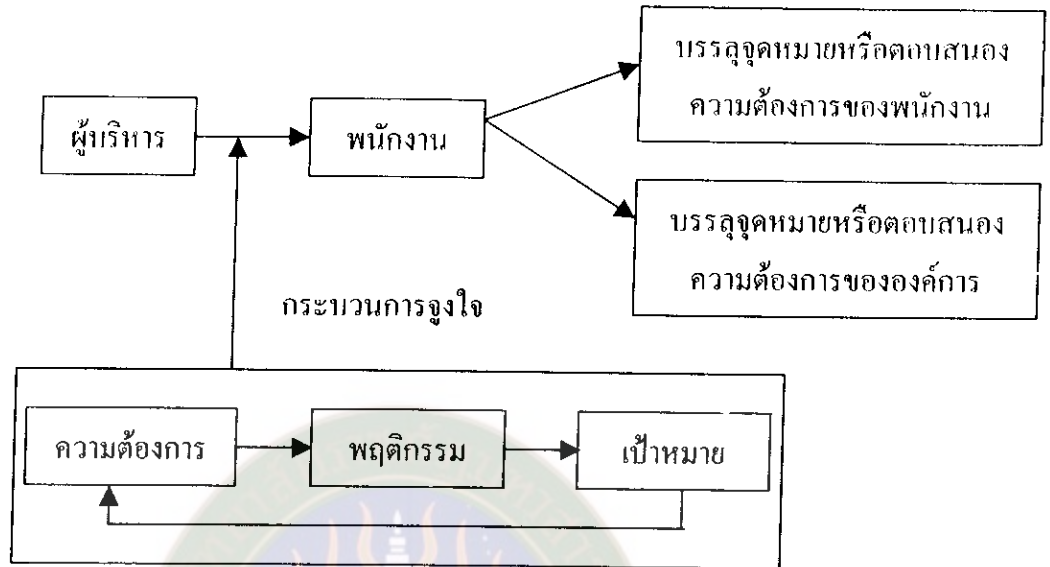 บรรลุจุดหมายหรือตอบสนอง
ความต้องการของพนักงาน
ผู้บริหาร
พนักงาน
บรรลุจุดหมายหรือตอบสนอง
ความต้องการขององค์การ
กระบวนการจูงใจ
ความต้องการ
พฤติกรรม
เป้าหมาย